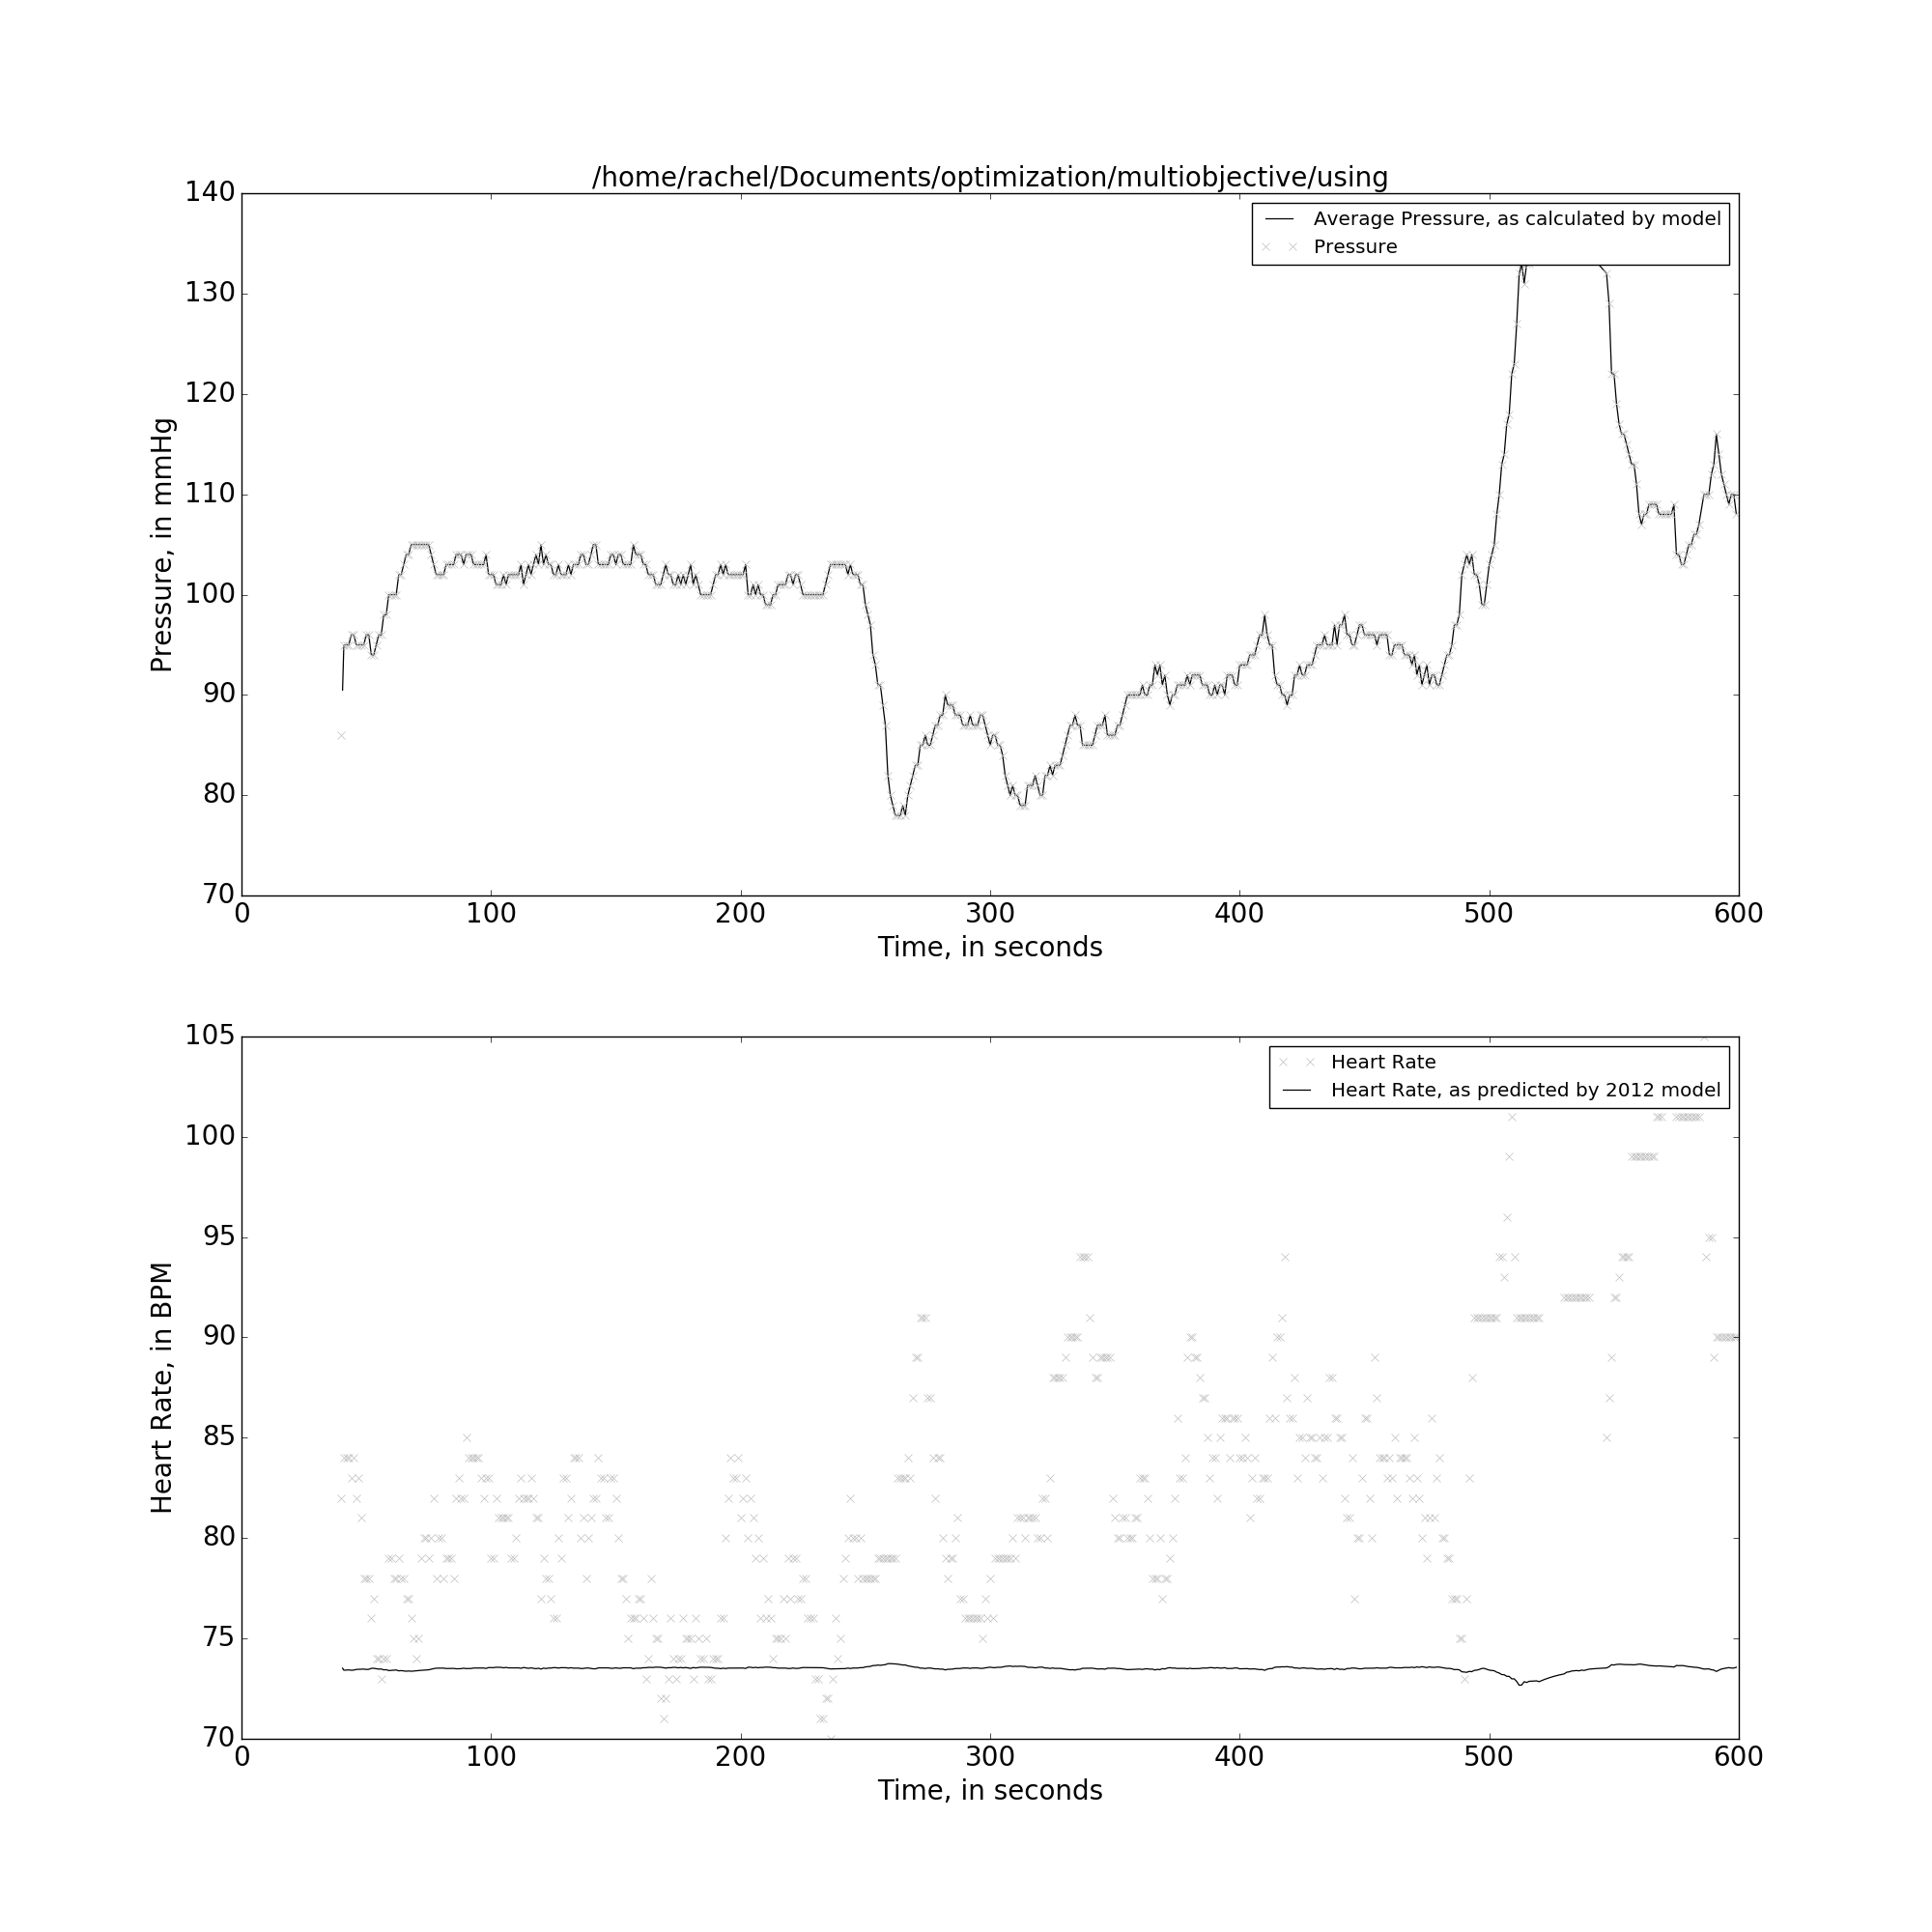 /home/rachel/Documents/optimization/multiobjective/using
140
130
120
110
100
90
80
70
Pressure, in mmHg
Average Pressure, as calculated by model
Pressure
0 100 200 300 400 500 600
Time, in seconds
105
100
95
90
85
80
75
70
Heart Rate, in BPM
Heart Rate
Heart Rate, as predicted by 2012 model
0 100 200 300 400 500 600
Time, in seconds